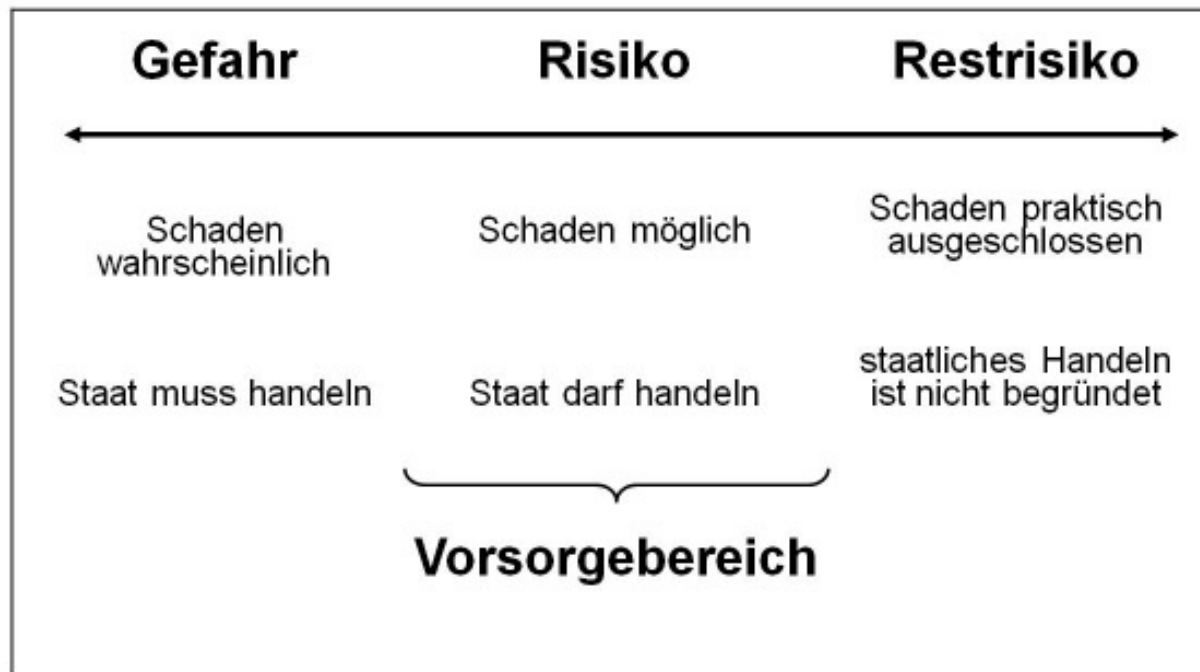 Gefahr Risiko Restrisiko
Schaden
wahrscheinlich
Schaden möglich
Schaden praktisch
ausgeschlossen
Staat muss handeln
Staat darf handeln
staatliches Handeln
ist nicht begründet
Vorsorgebereich